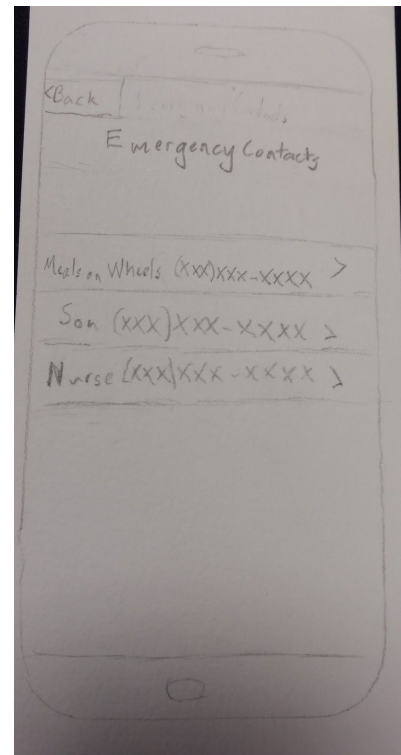 <Back
Emergency Contacts
Meals on Wheels (xxx)xxx-xxxx >
Son (xxx)xxx-xxxx >
Nurse (xxx)xxx-xxxx >